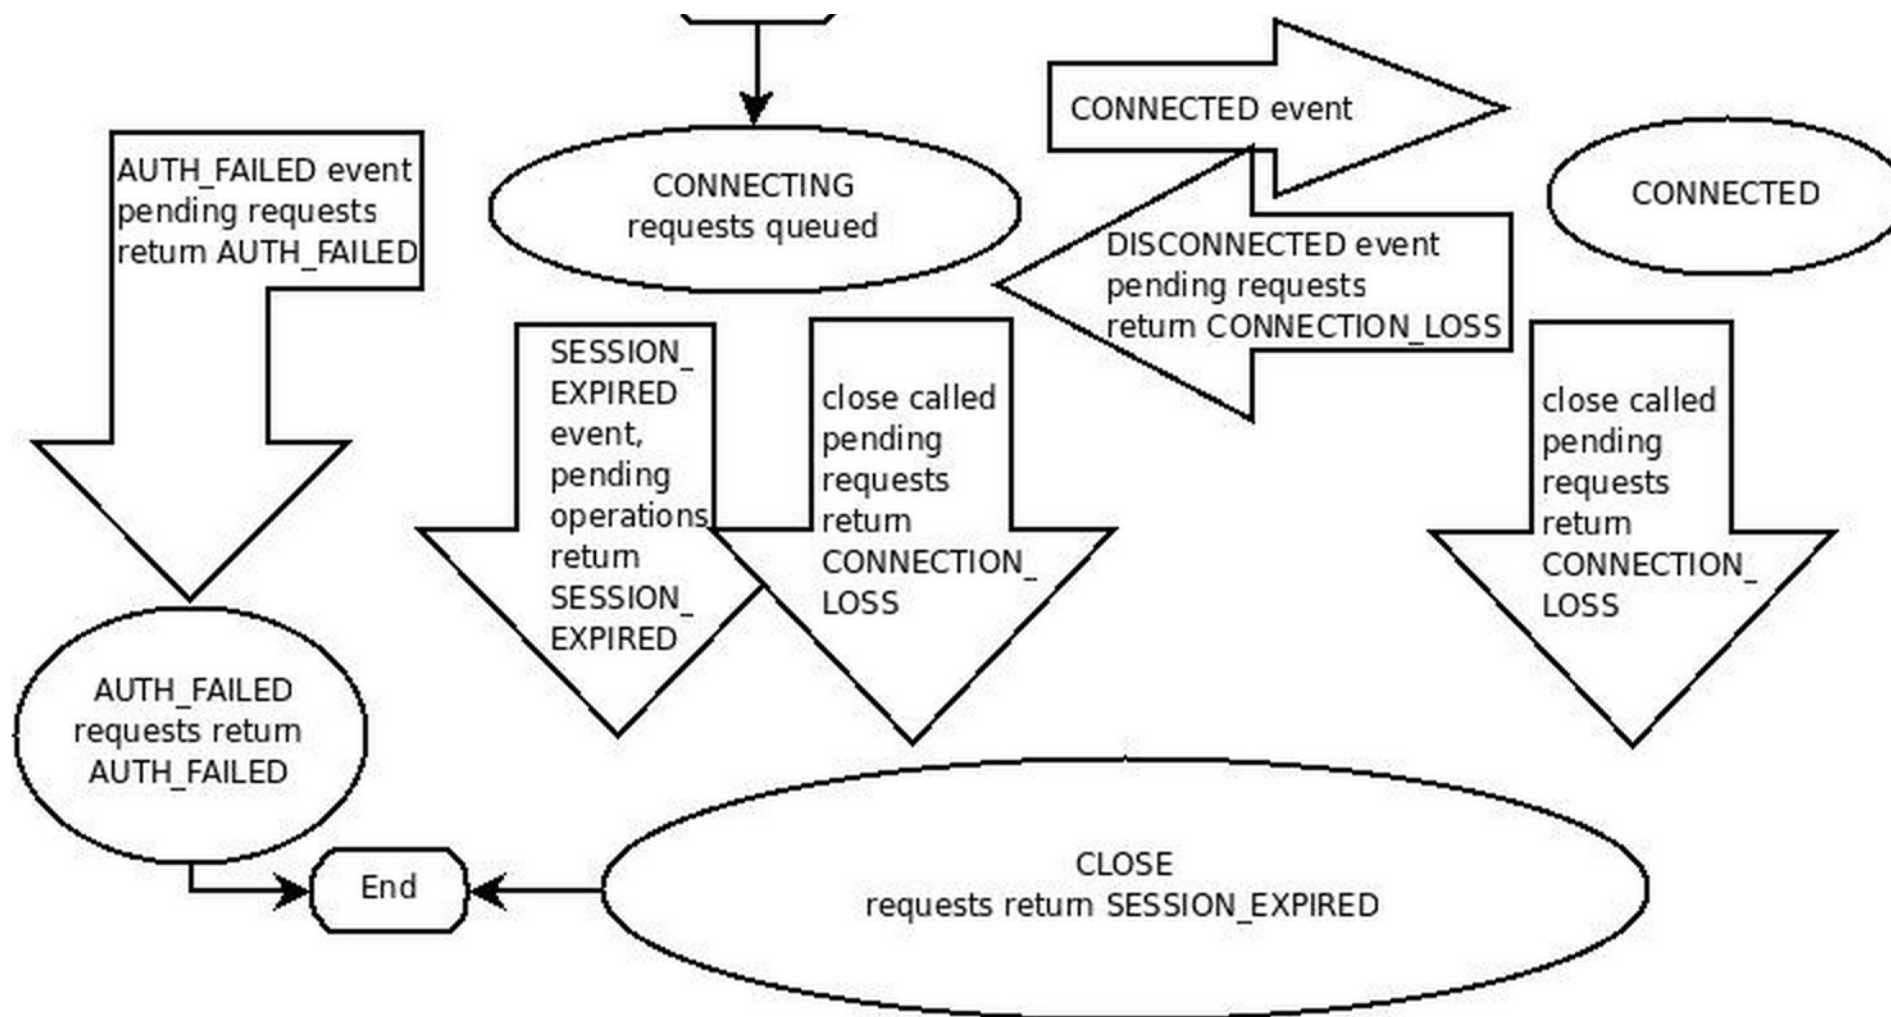 CONNECTED event
AUTH_FAILED event
pending requests
return AUTH_FAILED
CONNECTING
requests queued
CONNECTED
DISCONNECTED event
pending requests
return CONNECTION_LOSS
SESSION_
EXPIRED
event,
pending
operations
return
SESSION_
EXPIRED
close called
pending
requests
return
CONNECTION_
LOSS
close called
pending
requests
return
CONNECTION_
LOSS
AUTH_FAILED
requests return
AUTH_FAILED
End
CLOSE
requests return SESSION_EXPIRED